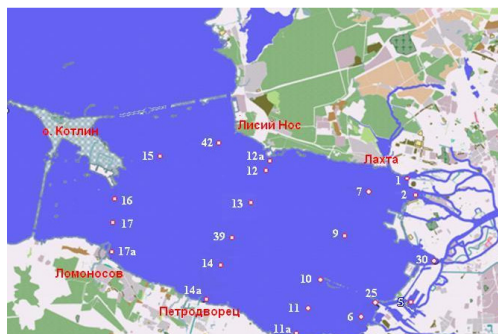 о. Котлин
42
Лисий Нос
15
12а
12
Лахта
1
7
2
16
13
17
39
9
17а
14
30
Ломоносов
10
14а
25
5
Петродворец
11
6
11а